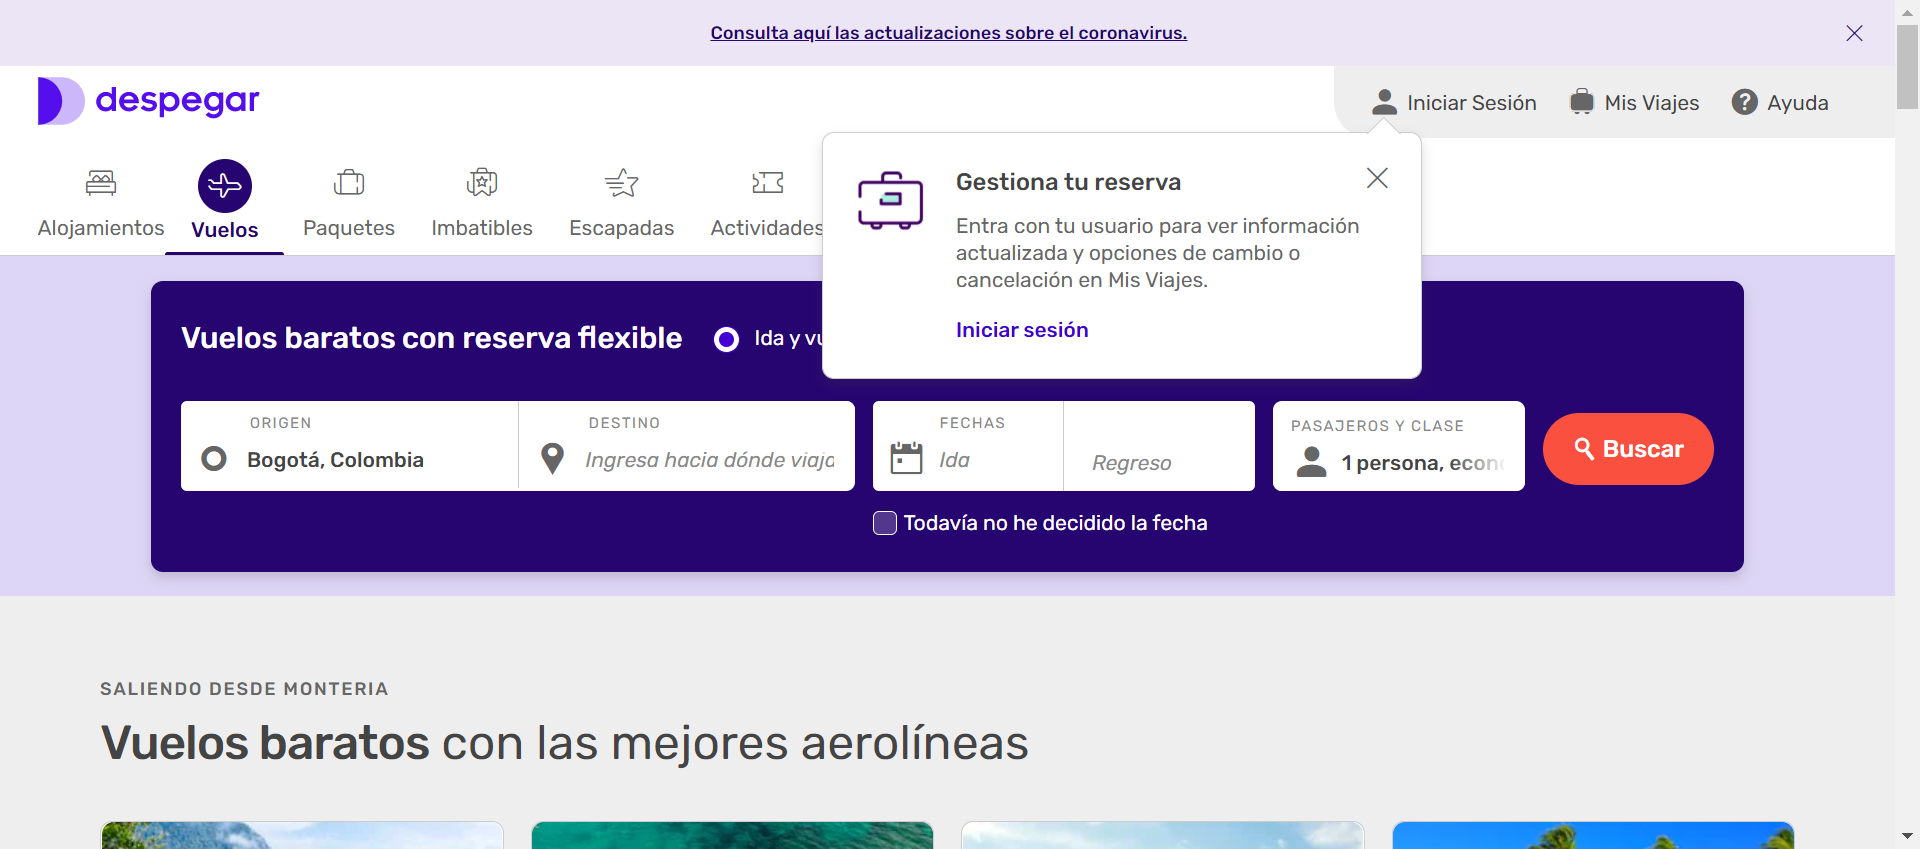 Consulta aquí las actualizaciones sobre el coronavirus.
despegar
Iniciar Sesión
Mis Viajes
Ayuda
Alojamientos
Vuelos
Paquetes
Imbatibles
Escapadas
Actividades
Gestiona tu reserva
Entra con tu usuario para ver información
actualizada y opciones de cambio o
cancelación en Mis Viajes.
Iniciar sesión
Vuelos baratos con reserva flexible
Ida y vu
ORIGEN
Bogotá, Colombia
DESTINO
Ingresa hacia dónde viaja
FECHAS
Ida
Regreso
PASAJEROS Y CLASE
1 persona, econo
Buscar
Todavía no he decidido la fecha
SALIENDO DESDE MONTERIA
Vuelos baratos con las mejores aerolíneas